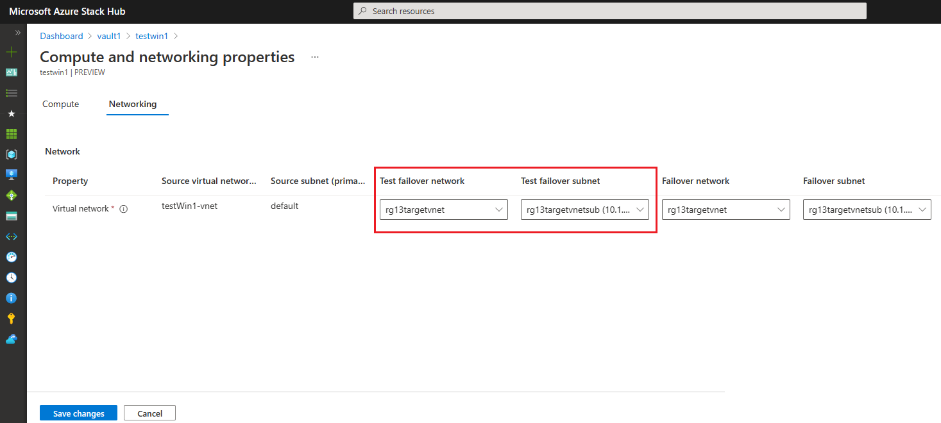 Microsoft Azure Stack Hub
Search resources
Dashboard > vault1 > testwin1 >
Compute and networking properties ...
testwin1 | PREVIEW
Compute Networking
Network
Property Source virtual networ... Source subnet (prima... Test failover network Test failover subnet Failover network Failover subnet
Virtual network * testWin1-vnet default rg13targetvnet rg13targetvnetsub (10.1.... rg13targetvnet rg13targetvnetsub (10.1....
Save changes Cancel